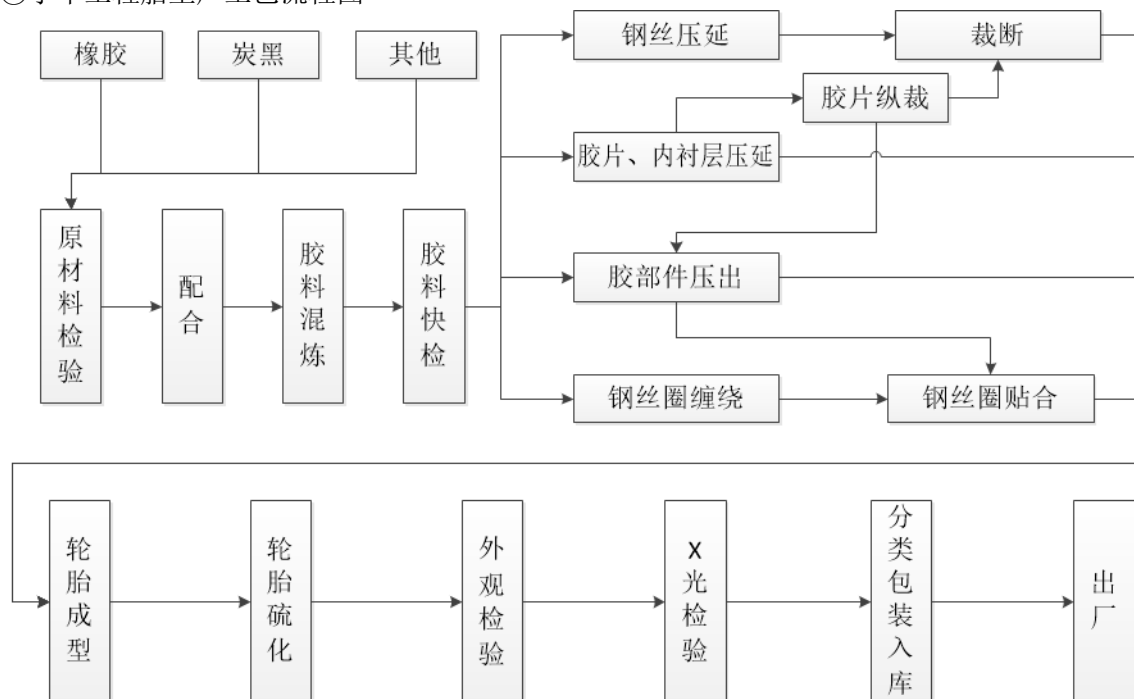 橡胶
炭黑
其他
钢丝压延
裁断
胶片纵裁
胶片、内衬层压延
原材料检验
配合
胶料混炼
胶料快检
胶部件压出
钢丝圈缠绕
钢丝圈贴合
轮胎成型
轮胎硫化
外观检验
X光检验
分类包装入库
出厂